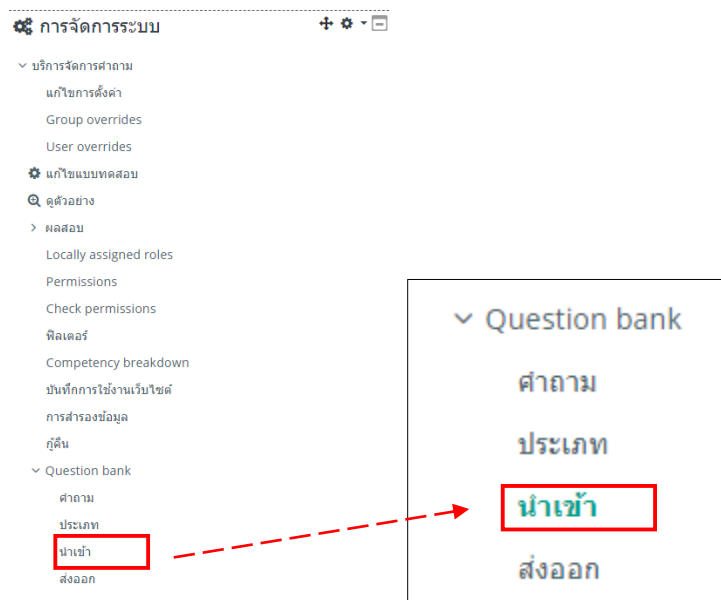 การจัดการระบบ
บริการจัดการคำถาม
แก้ไขการตั้งค่า
Group overrides
User overrides
แก้ไขแบบทดสอบ
ดูตัวอย่าง
ผลสอบ
Locally assigned roles
Permissions
Check permissions
ฟิลเตอร์
Competency breakdown
บันทึกการใช้งานเว็บไซต์
การสำรองข้อมูล
กู้คืน
Question bank
คำถาม
ประเภท
นำเข้า
ส่งออก
Question bank
คำถาม
ประเภท
นำเข้า
ส่งออก